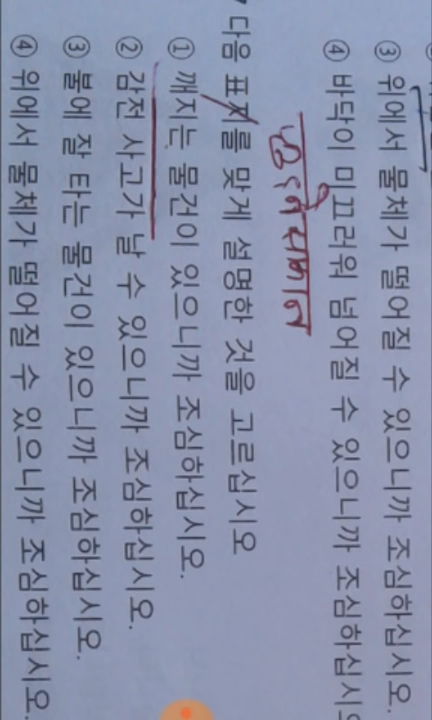 ③ 위에서 물체가 떨어질 수 있으니까 조심하십시오.
④ 바닥이 미끄러워 넘어질 수 있으니까 조심하십시오
다음 표지를 맞게 설명한 것을 고르십시오
① 깨지는 물건이 있으니까 조심하십시오.
② 감전 사고가 날 수 있으니까 조심하십시오.
③ 불에 잘 타는 물건이 있으니까 조심하십시오.
④ 위에서 물체가 떨어질 수 있으니까 조심하십시오.